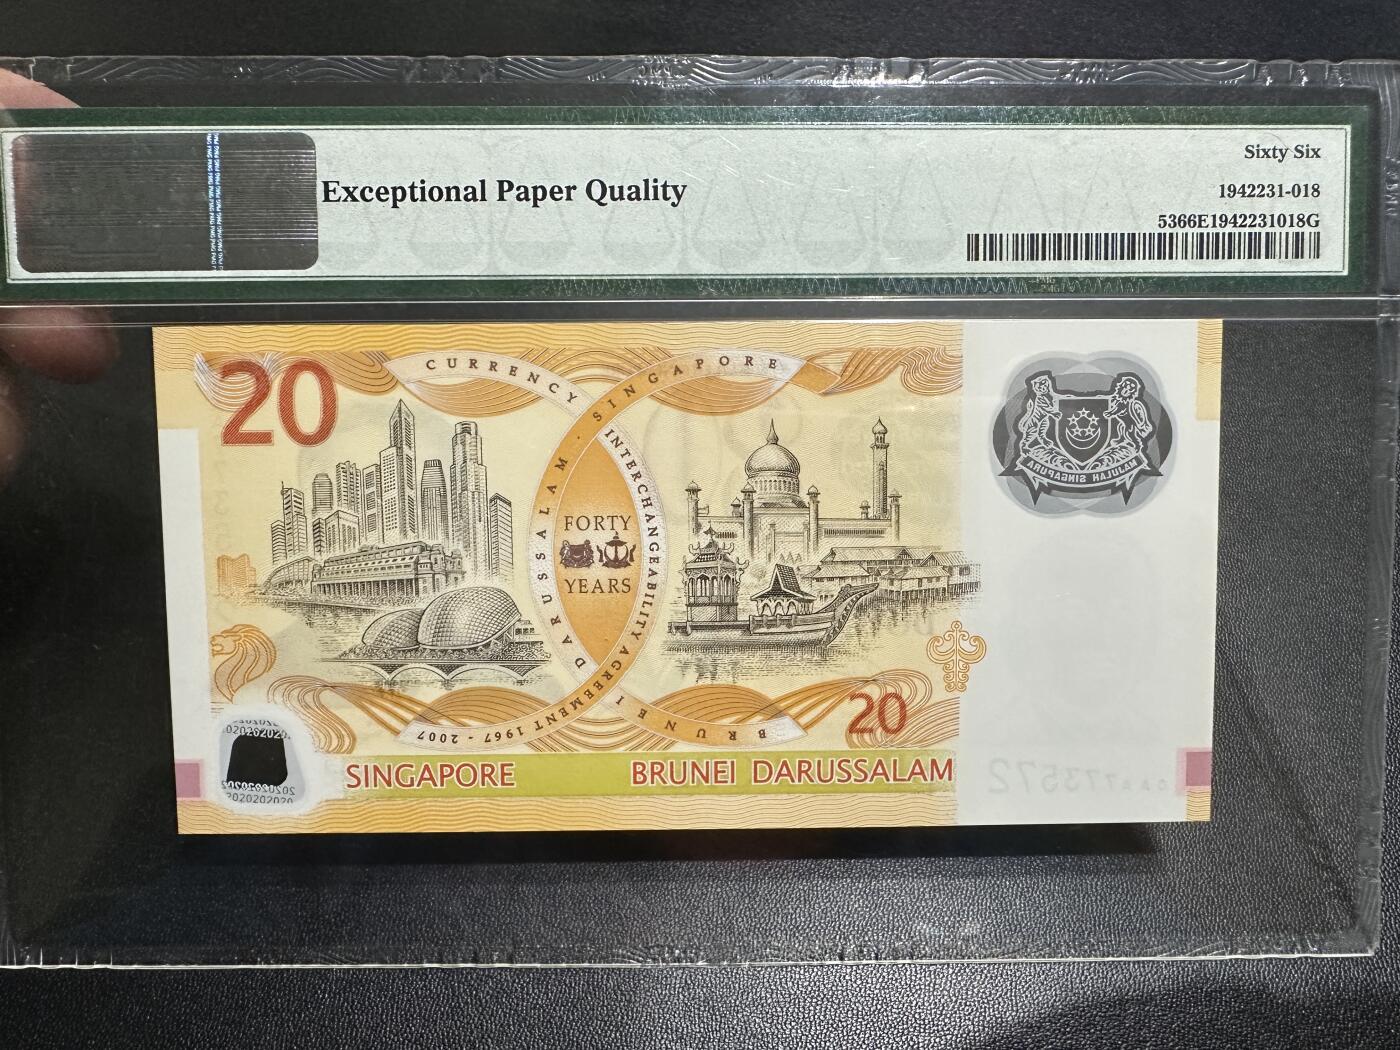 Sixty Six
Exceptional Paper Quality
1942231-018
5366E1942231018G
20
CURRENCY
INTERCHANGEABILITY AGREEMENT 1967 - 2007
BRUNEI DARUSSALAM · SINGAPORE
FORTY
YEARS
MAJULAH SINGAPURA
20
SINGAPORE
BRUNEI DARUSSALAM
773572